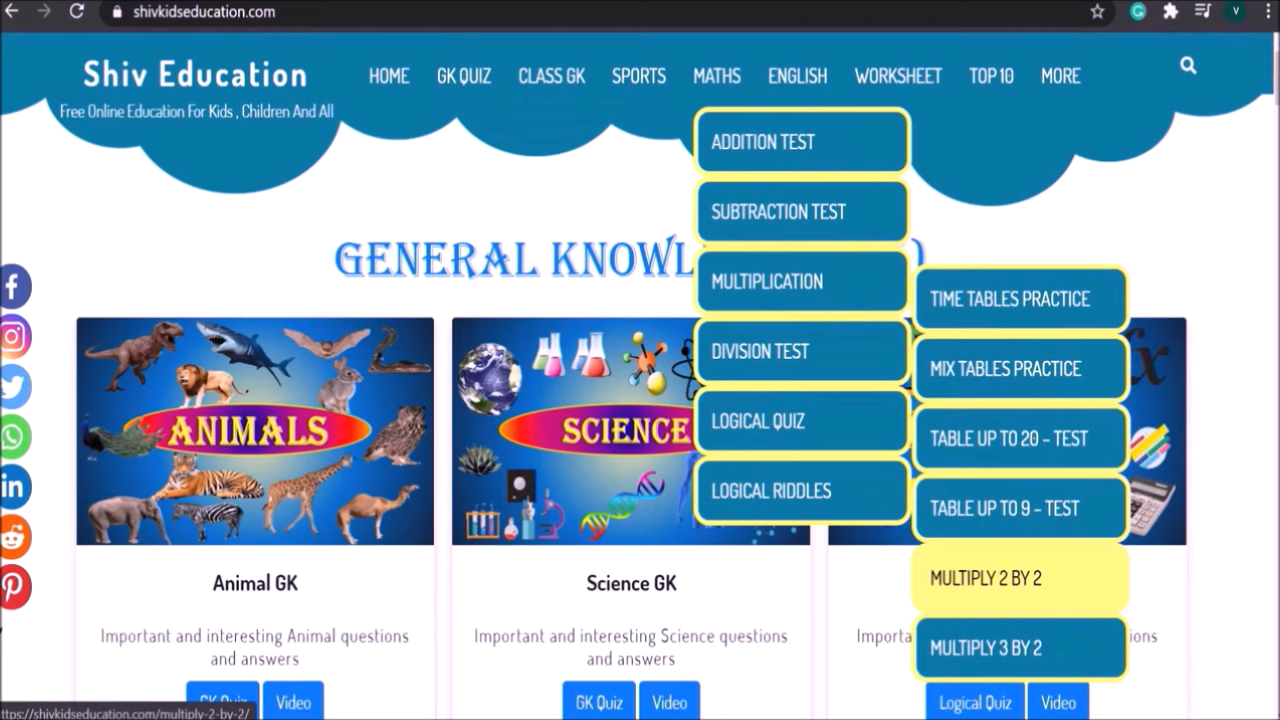 shivkidseducation.com
V
Shiv Education
Free Online Education For Kids , Children And All
HOME
GK QUIZ
CLASS GK
SPORTS
MATHS
ENGLISH
WORKSHEET
TOP 10
MORE
ADDITION TEST
SUBTRACTION TEST
MULTIPLICATION
DIVISION TEST
LOGICAL QUIZ
LOGICAL RIDDLES
TIME TABLES PRACTICE
MIX TABLES PRACTICE
TABLE UP TO 20 – TEST
TABLE UP TO 9 – TEST
MULTIPLY 2 BY 2
MULTIPLY 3 BY 2
GENERAL
ANIMALS
SCIENCE
Animal GK
Important and interesting Animal questions
and answers
GK Quiz
Video
Science GK
Important and interesting Science questions
and answers
GK Quiz
Video
Logical Quiz
Video
ttps://shivkidseducation.com/multiply-2-by-2/